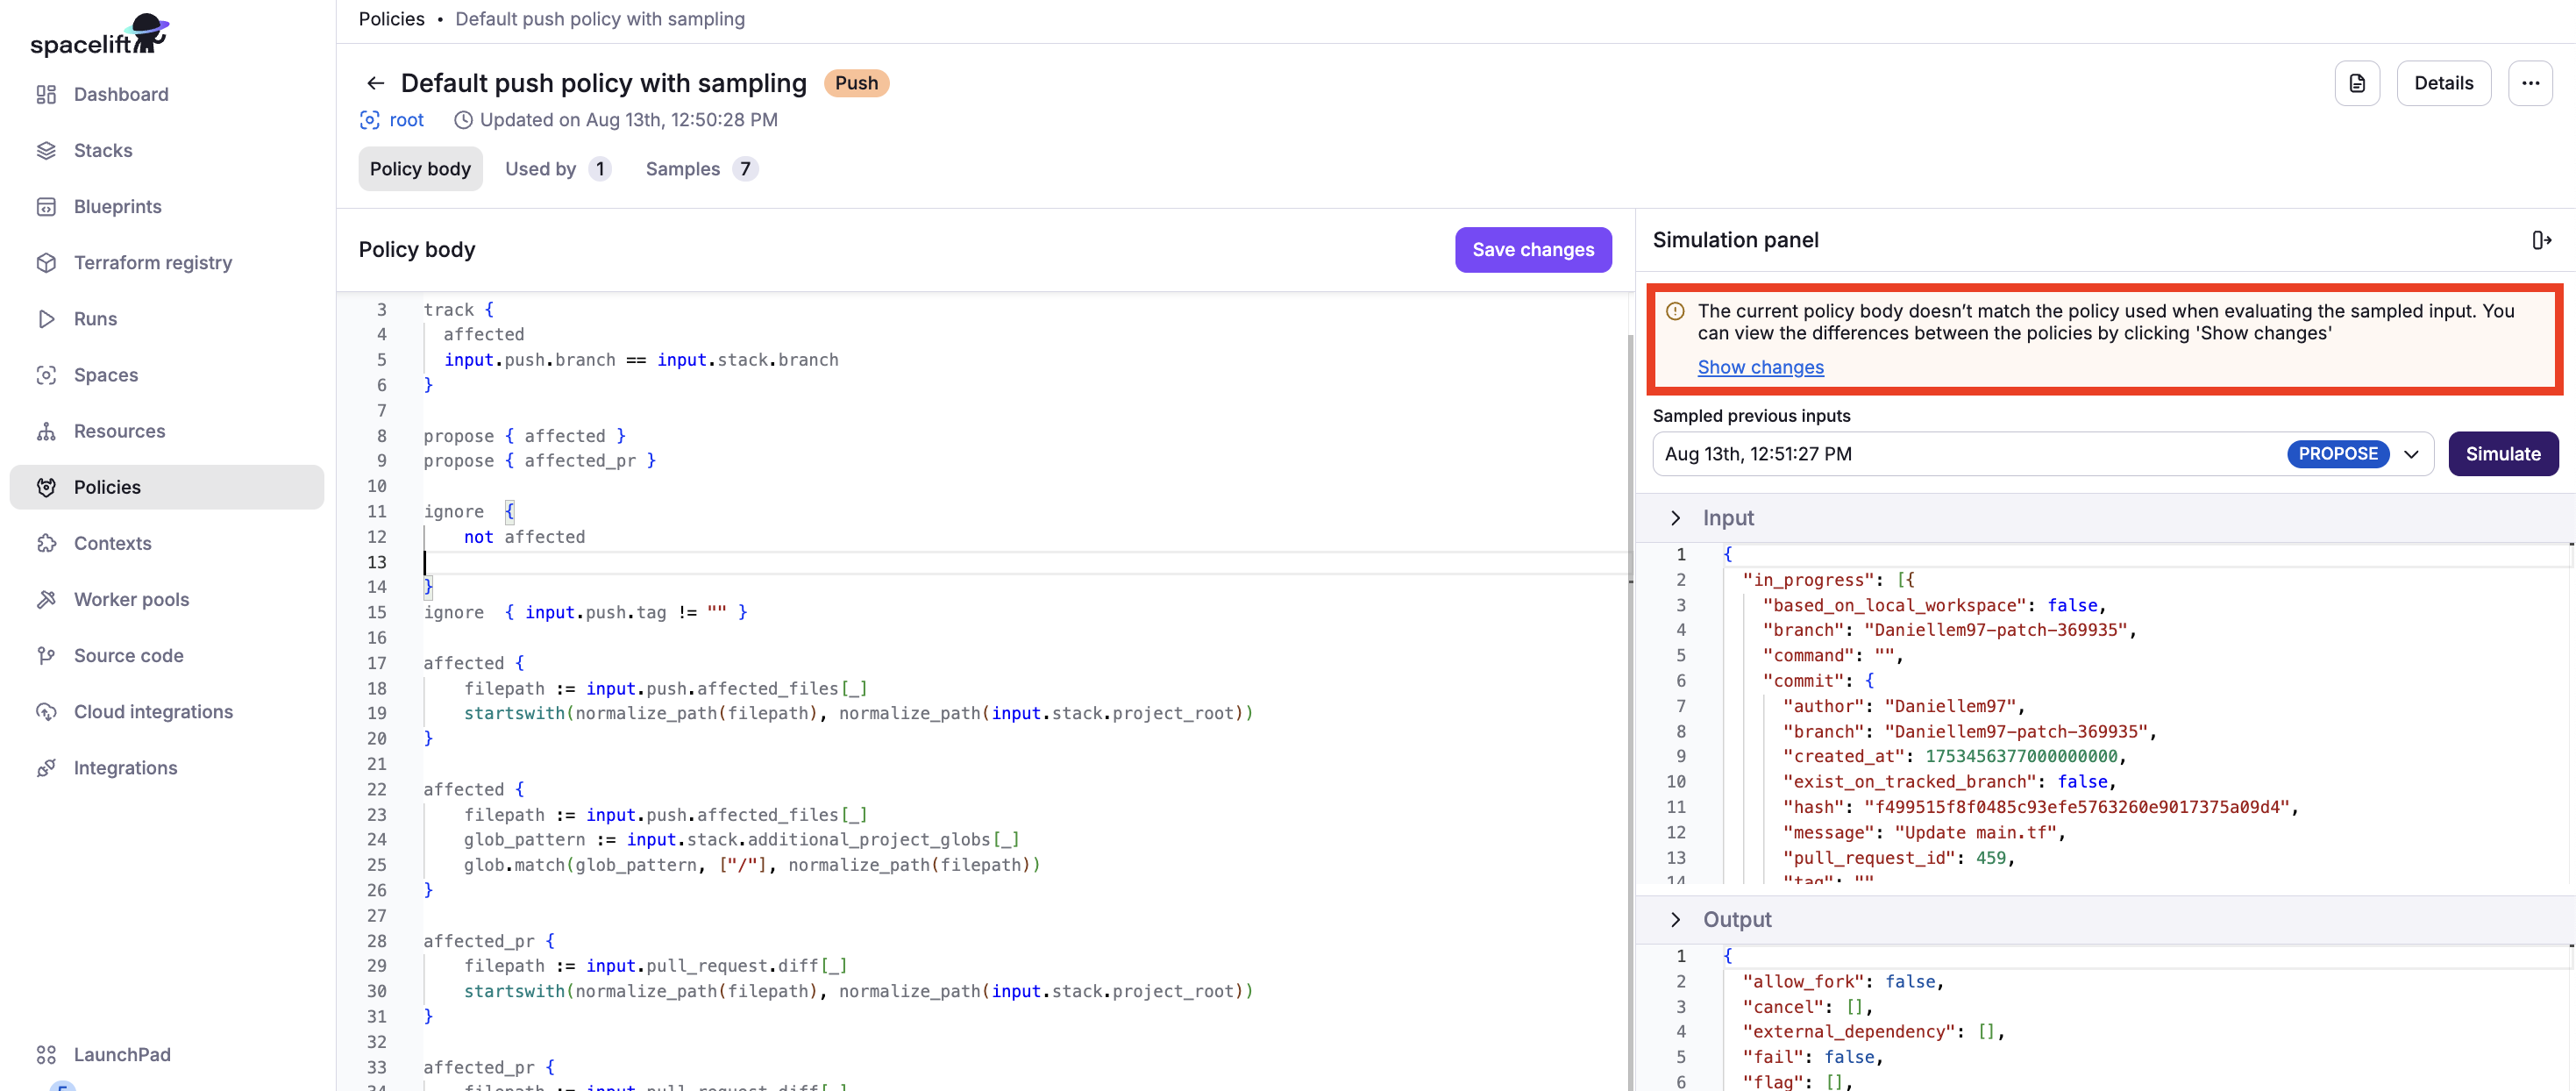 spacelift
Dashboard
Stacks
Blueprints
Terraform registry
Runs
Spaces
Resources
Policies
Contexts
Worker pools
Source code
Cloud integrations
Integrations
LaunchPad
Policies • Default push policy with sampling
Default push policy with sampling Push
root Updated on Aug 13th, 12:50:28 PM
Details
Policy body Used by 1 Samples 7
Policy body
Save changes
3 track {
4 affected
5 input.push.branch == input.stack.branch
6 }
7
8 propose { affected }
9 propose { affected_pr }
10
11 ignore  {
12 not affected
13
14 }
15 ignore  { input.push.tag != "" }
16
17 affected {
18 filepath := input.push.affected_files[_]
19 startswith(normalize_path(filepath), normalize_path(input.stack.project_root))
20 }
21
22 affected {
23 filepath := input.push.affected_files[_]
24 glob_pattern := input.stack.additional_project_globs[_]
25 glob.match(glob_pattern, ["/"], normalize_path(filepath))
26 }
27
28 affected_pr {
29 filepath := input.pull_request.diff[_]
30 startswith(normalize_path(filepath), normalize_path(input.stack.project_root))
31 }
32
33 affected_pr {
34 filepath := input.pull_request.diff[_]
Simulation panel
The current policy body doesn’t match the policy used when evaluating the sampled input. You
can view the differences between the policies by clicking 'Show changes'
Show changes
Sampled previous inputs
Aug 13th, 12:51:27 PM PROPOSE
Simulate
Input
1 {
2 "in_progress": [{
3 "based_on_local_workspace": false,
4 "branch": "Daniellem97-patch-369935",
5 "command": "",
6 "commit": {
7 "author": "Daniellem97",
8 "branch": "Daniellem97-patch-369935",
9 "created_at": 1753456377000000000,
10 "exist_on_tracked_branch": false,
11 "hash": "f499515f8f0485c93efe5763260e9017375a09d4",
12 "message": "Update main.tf",
13 "pull_request_id": 459,
14 "tag": ""
Output
1 {
2 "allow_fork": false,
3 "cancel": [],
4 "external_dependency": [],
5 "fail": false,
6 "flag": [],